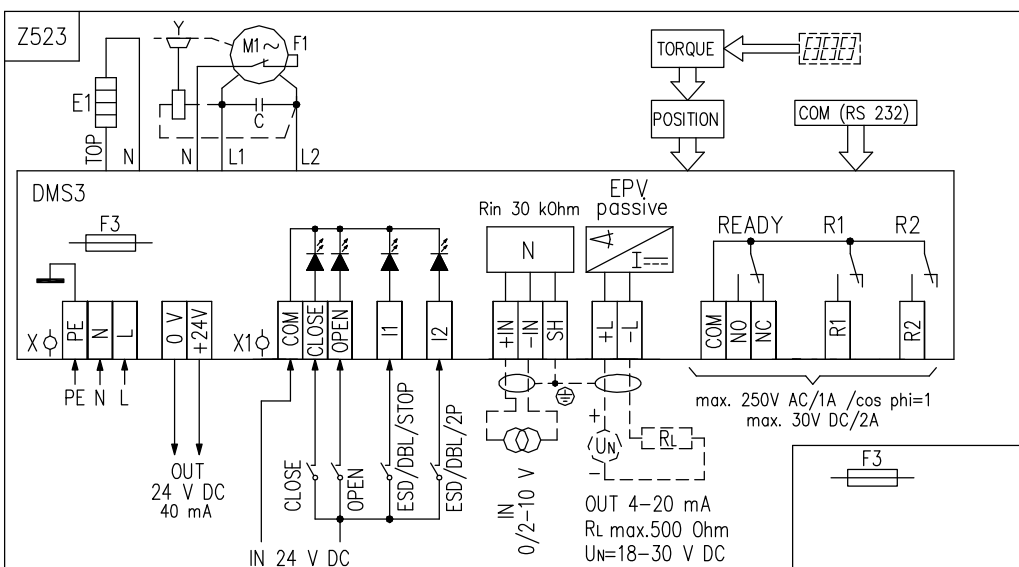 Z523
Y
M1~
F1
E1
C
TOP
N
N
L1
L2
TORQUE
POSITION
COM (RS 232)
DMS3
F3
Rin 30 kOhm
N
EPV
passive
READY
R1
R2
X
PE
N
L
0 V
+24V
X1
COM
CLOSE
OPEN
I1
I2
+IN
-IN
SH
+L
-L
COM
NO
NC
R1
R2
PE N L
OUT
24 V DC
40 mA
CLOSE
OPEN
ESD/DBL/STOP
ESD/DBL/2P
IN 24 V DC
IN
0/2-10 V
+
UN
-
RL
OUT 4-20 mA
RL max.500 Ohm
UN=18-30 V DC
max. 250V AC/1A /cos phi=1
max. 30V DC/2A
F3